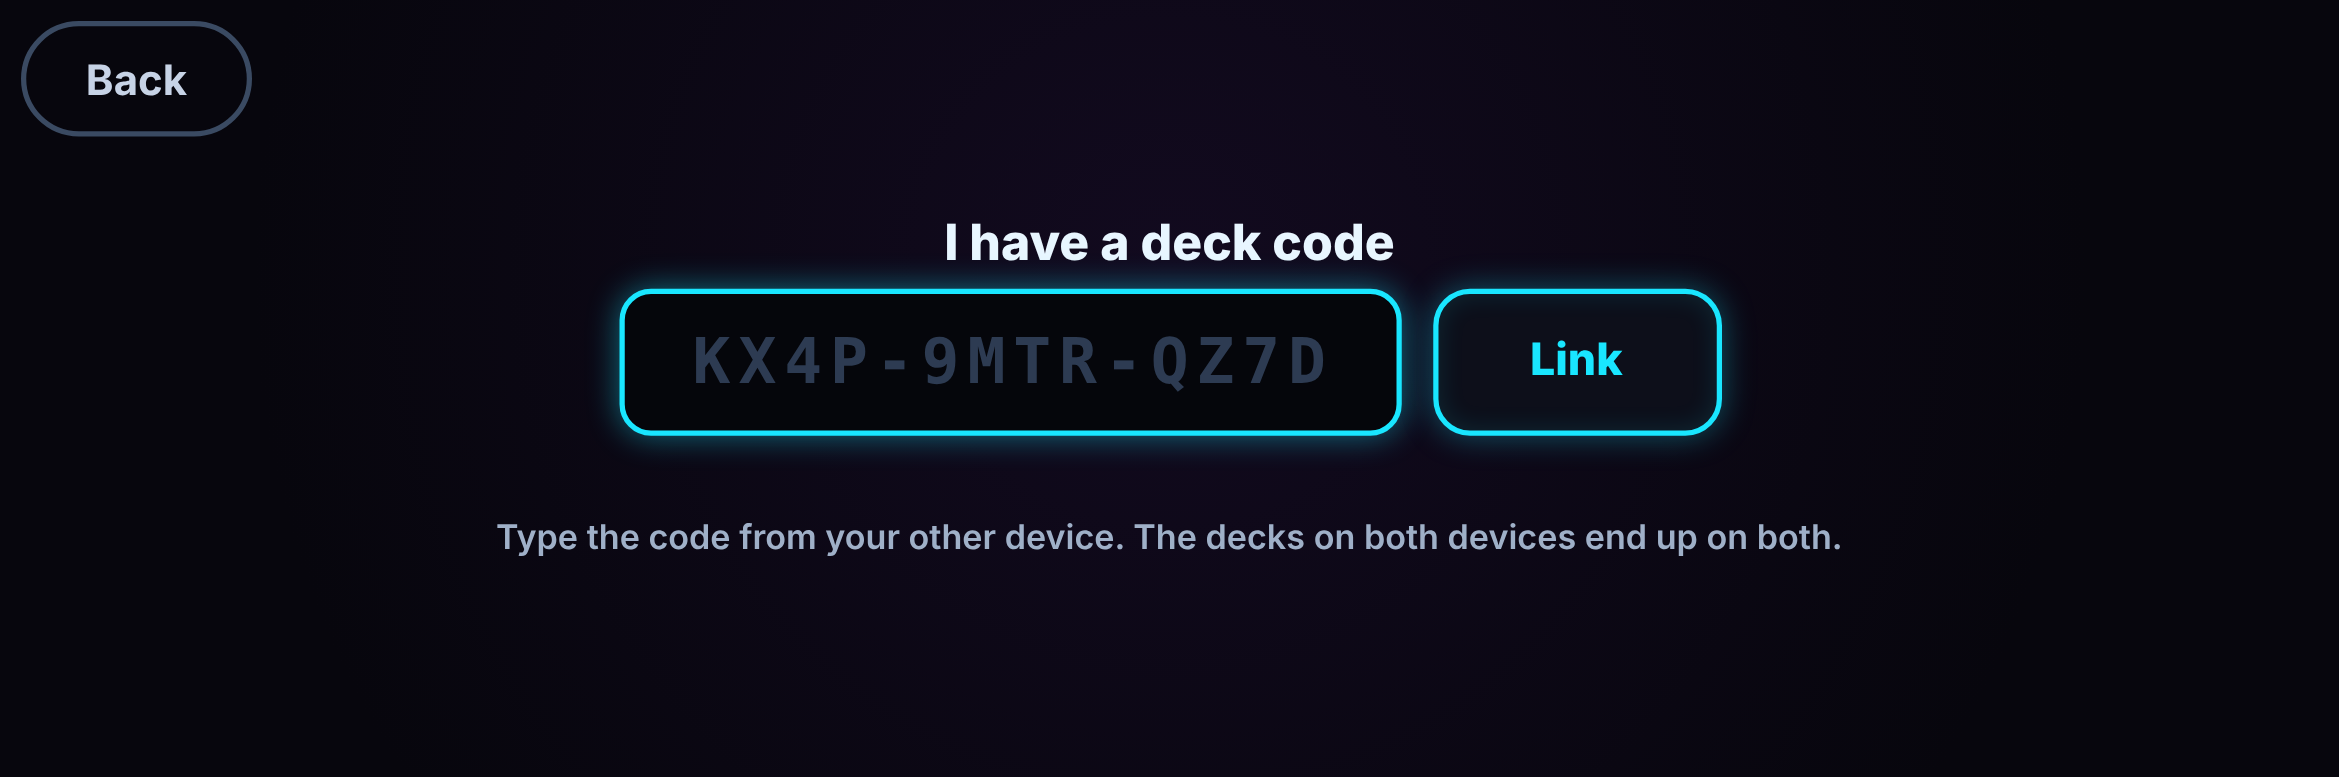 Back
I have a deck code
KX4P-9MTR-QZ7D
Link
Type the code from your other device. The decks on both devices end up on both.